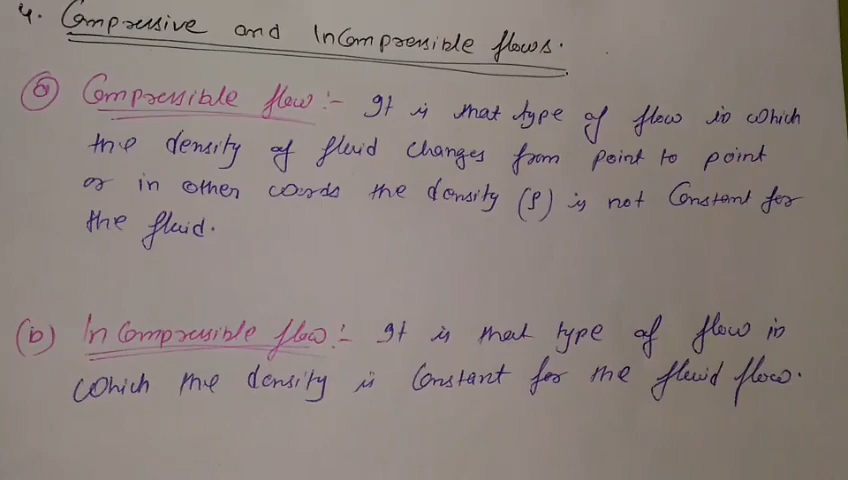 4. Compressive and Incompressible flows.
(a) Compressible flow :- It is that type of flow in which
the density of fluid changes from point to point
or in other words the density (ρ) is not Constant for
the fluid.
(b) InCompressible flow :- It is that type of flow in
which the density is Constant for the fluid flow.